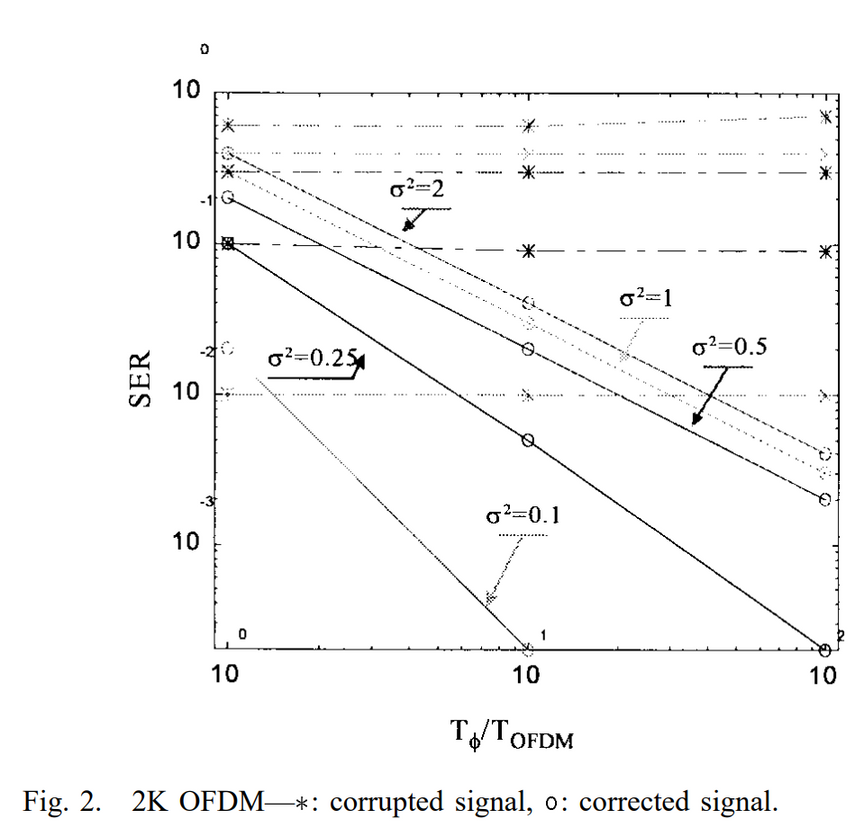 0
10
σ²=2
-1
10
σ²=1
σ²=0.5
-2
σ²=0.25
10
SER
-3
σ²=0.1
10
0 1 2
10 10 10
Tϕ/TOFDM
Fig. 2. 2K OFDM—*: corrupted signal, o: corrected signal.